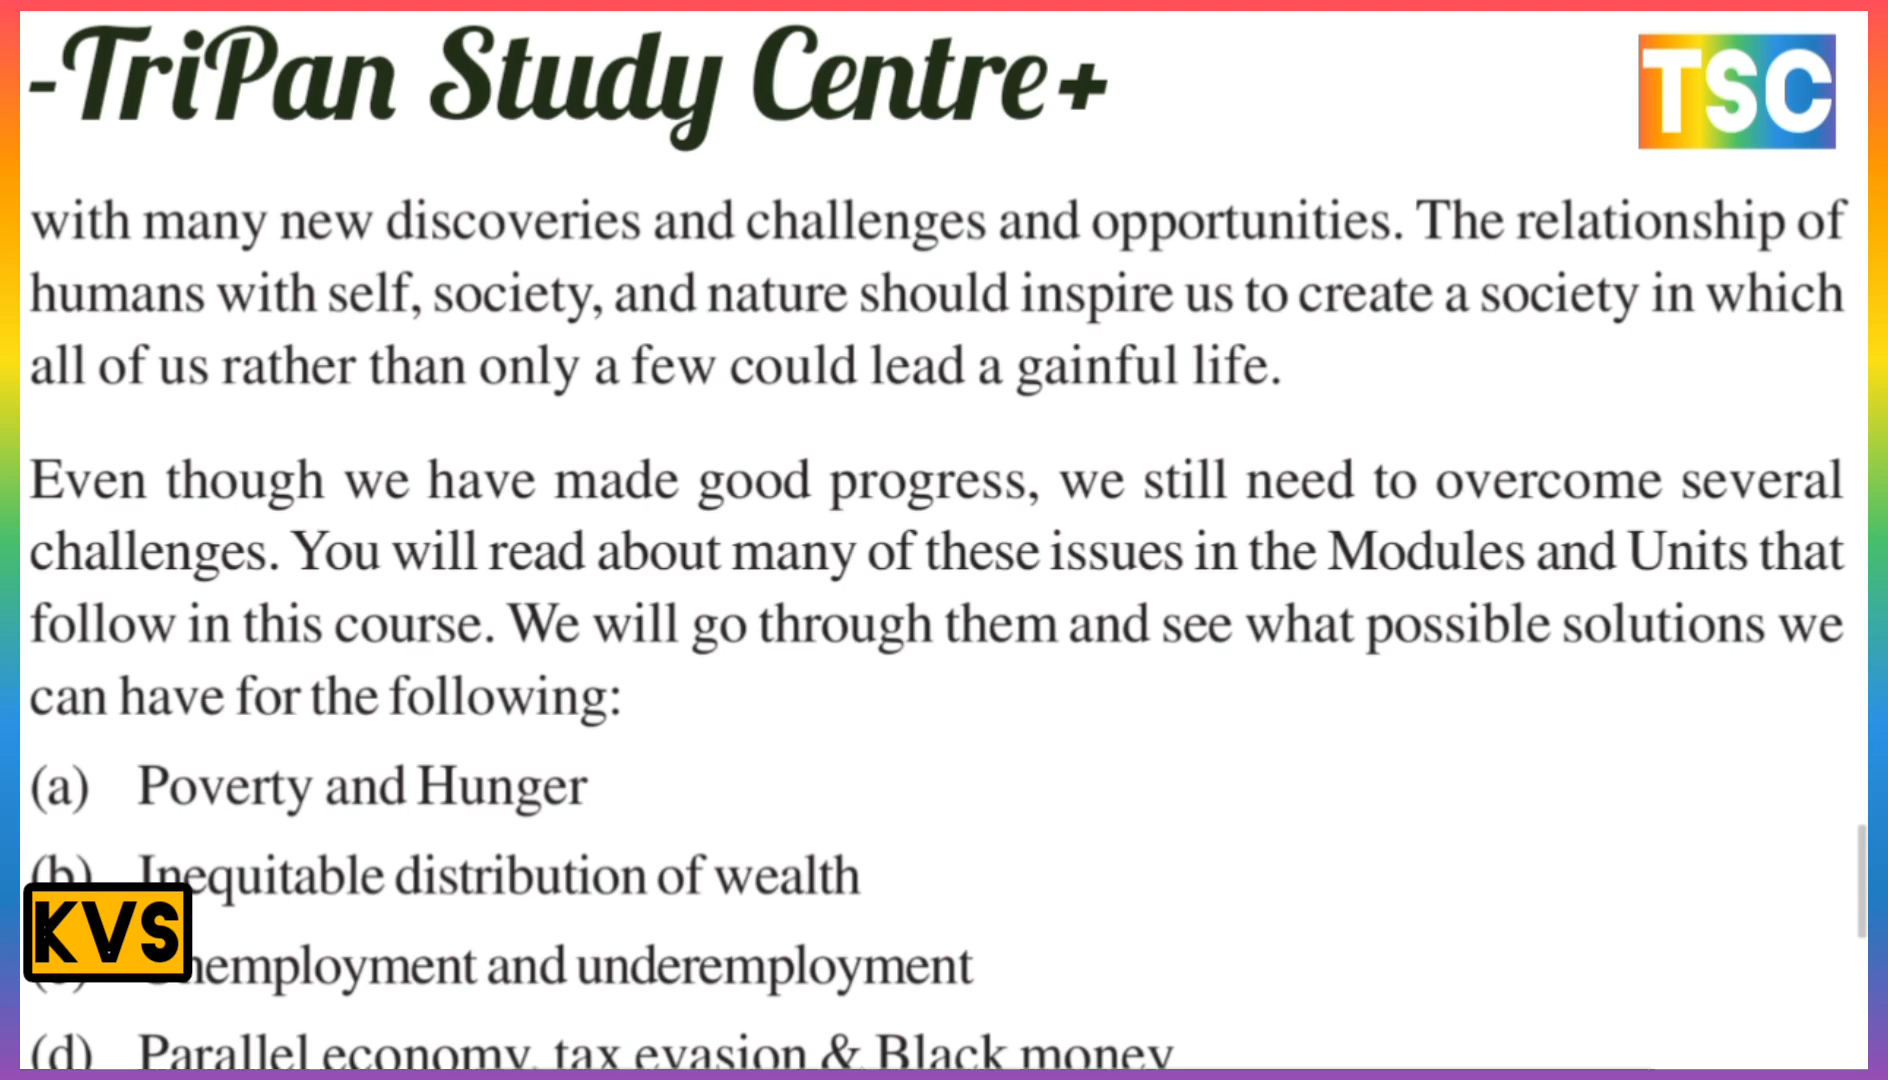 -TriPan Study Centre+
TSC
with many new discoveries and challenges and opportunities. The relationship of
humans with self, society, and nature should inspire us to create a society in which
all of us rather than only a few could lead a gainful life.
Even though we have made good progress, we still need to overcome several
challenges. You will read about many of these issues in the Modules and Units that
follow in this course. We will go through them and see what possible solutions we
can have for the following:
(a) Poverty and Hunger
(b) Inequitable distribution of wealth
KVS
and underemployment
(d) Parallel economy, tax evasion & Black money